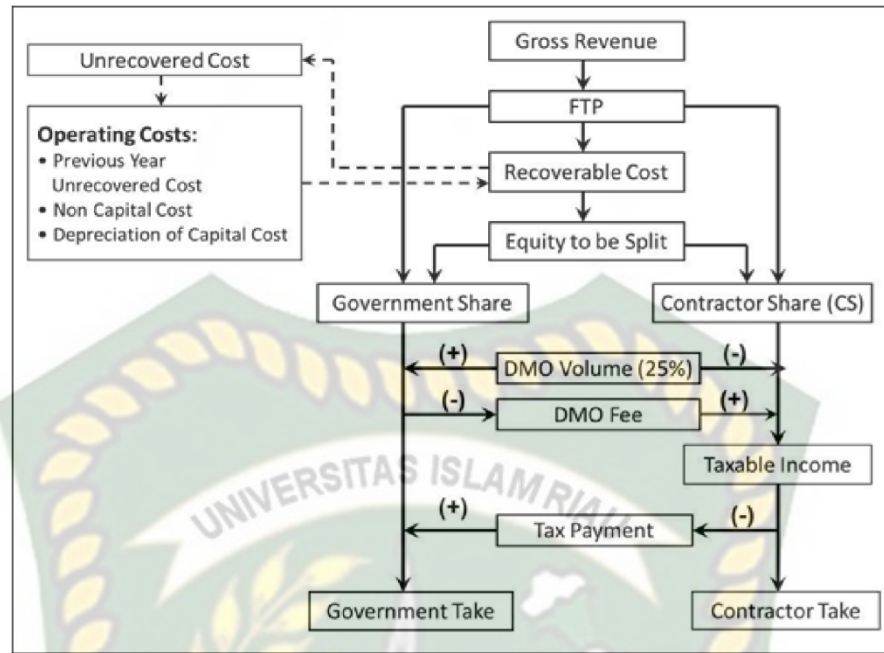 Gross Revenue
Unrecovered Cost
FTP
Operating Costs:
• Previous Year
Unrecovered Cost
• Non Capital Cost
• Depreciation of Capital Cost
Recoverable Cost
Equity to be Split
Government Share
Contractor Share (CS)
(+) DMO Volume (25%) (-)
(-) DMO Fee (+)
Taxable Income
UNIVERSITAS ISLAM RIAU
(+) Tax Payment (-)
Government Take
Contractor Take